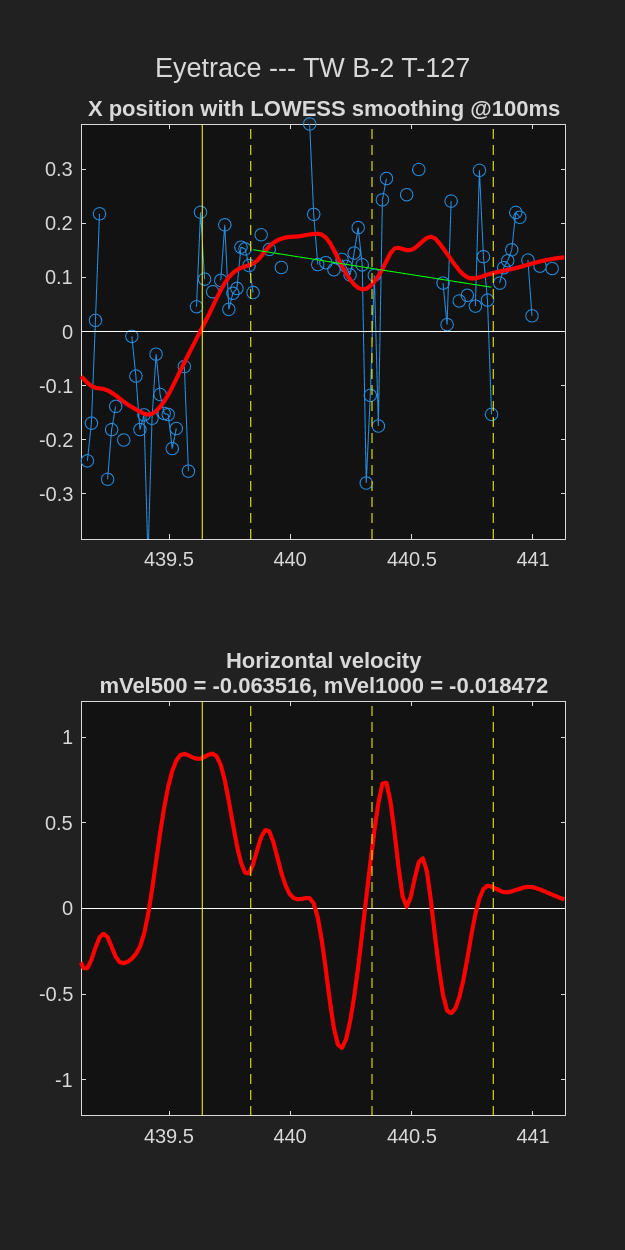 Eyetrace --- TW B-2 T-127
X position with LOWESS smoothing @100ms
0.3
0.2
0.1
0
-0.1
-0.2
-0.3
439.5 440 440.5 441
Horizontal velocity
mVel500 = -0.063516, mVel1000 = -0.018472
1
0.5
0
-0.5
-1
439.5 440 440.5 441